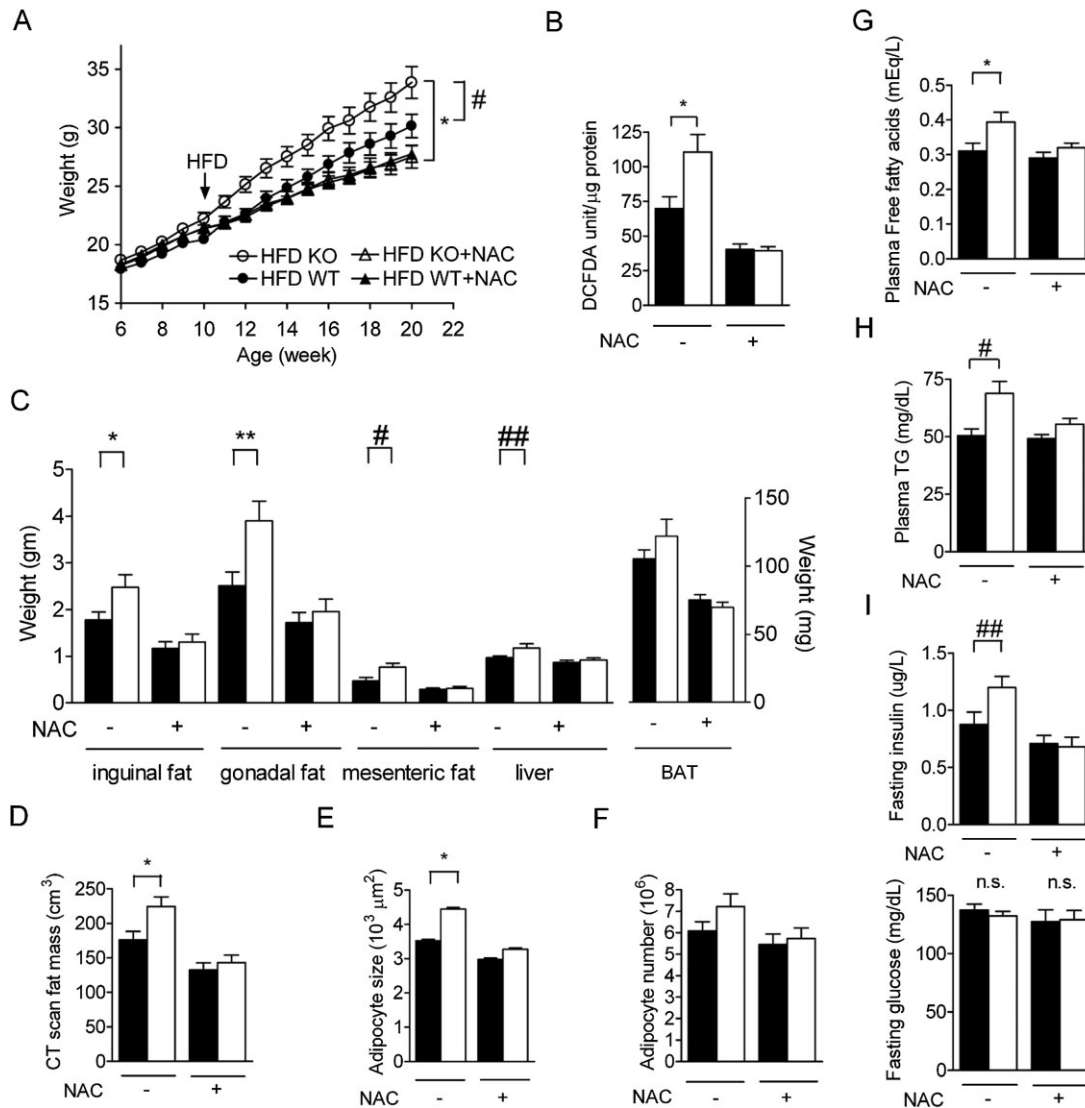 A
Weight (g)
35
30
25
20
15
HFD
#
*
HFD KO
HFD KO+NAC
HFD WT
HFD WT+NAC
6 8 10 12 14 16 18 20 22
Age (week)
B
DCFDA unit/µg protein
125
100
75
50
25
0
*
NAC - +
C
Weight (gm)
5
4
3
2
1
0
* ** # ##
Weight (mg)
150
100
50
0
NAC - + - + - + - + - +
inguinal fat gonadal fat mesenteric fat liver BAT
D
CT scan fat mass (cm³)
250
200
150
100
50
0
*
NAC - +
E
Adipocyte size (10³ µm²)
5
4
3
2
1
0
*
NAC - +
F
Adipocyte number (10⁶)
8
7
6
5
4
3
2
1
0
NAC - +
G
Plasma Free fatty acids (mEq/L)
0.5
0.4
0.3
0.2
0.1
0.0
*
NAC - +
H
Plasma TG (mg/dL)
75
50
25
0
#
NAC - +
I
Fasting insulin (ug/L)
1.5
1.0
0.5
0.0
##
NAC - +
Fasting glucose (mg/dL)
150
100
50
0
n.s. n.s.
NAC - +